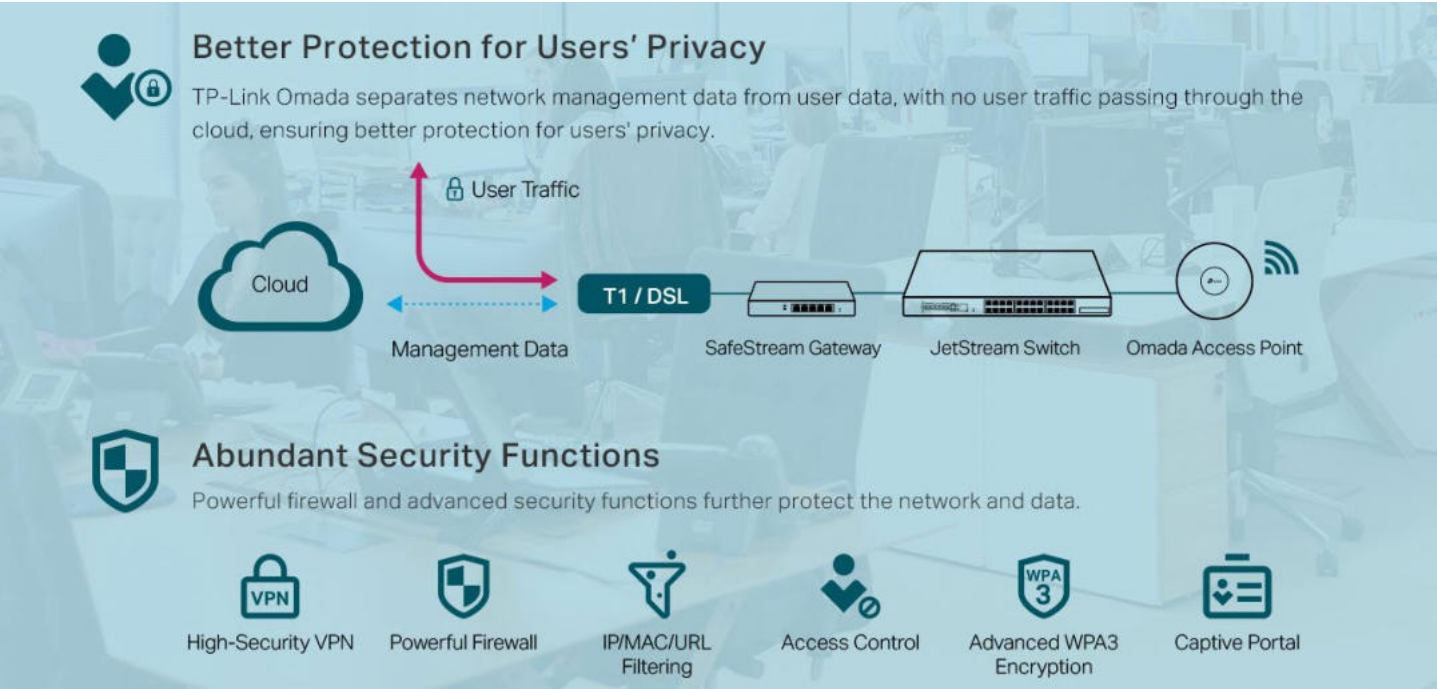 Better Protection for Users' Privacy
TP-Link Omada separates network management data from user data, with no user traffic passing through the
cloud, ensuring better protection for users' privacy.
User Traffic
Cloud
T1 / DSL
Management Data
SafeStream Gateway
JetStream Switch
Omada Access Point
Abundant Security Functions
Powerful firewall and advanced security functions further protect the network and data.
VPN
WPA
3
High-Security VPN
Powerful Firewall
IP/MAC/URL
Filtering
Access Control
Advanced WPA3
Encryption
Captive Portal